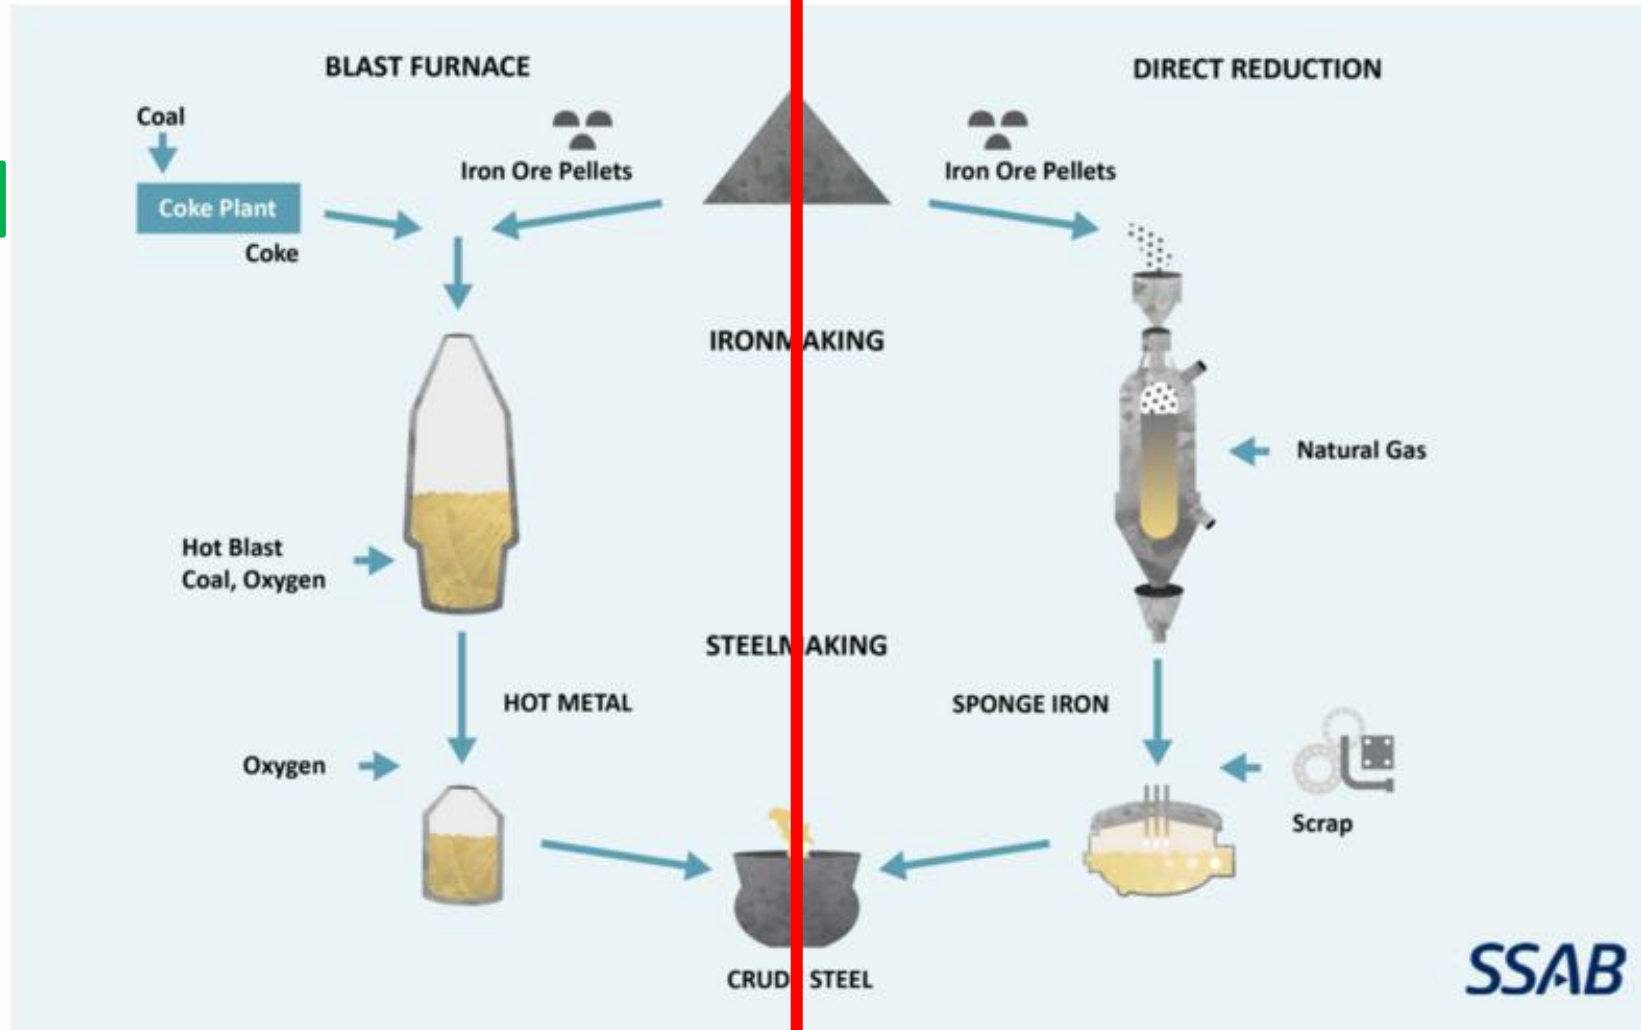 BLAST FURNACE
Coal
Coke Plant
Coke
Iron Ore Pellets
Hot Blast
Coal, Oxygen
HOT METAL
Oxygen
IRONMAKING
STEELMAKING
CRUDE STEEL
DIRECT REDUCTION
Iron Ore Pellets
Natural Gas
SPONGE IRON
Scrap
SSAB